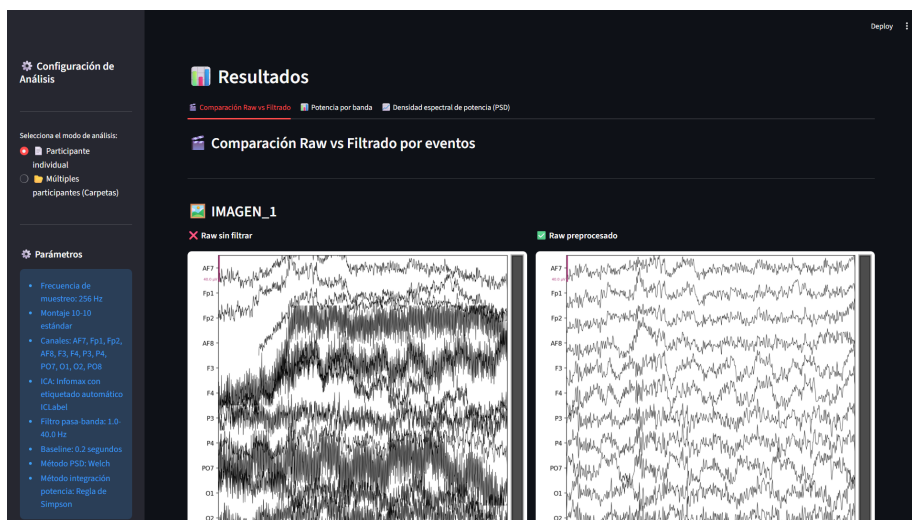 Deploy
Configuración de
Análisis
Selecciona el modo de análisis:
Participante
individual
Múltiples
participantes (Carpetas)
Parámetros
Frecuencia de
muestreo: 256 Hz
Montaje 10-10
estándar
Canales: AF7, Fp1, Fp2,
AF8, F3, F4, P3, P4,
PO7, O1, O2, PO8
ICA: Infomax con
etiquetado automático
ICLabel
Filtro pasa-banda: 1.0-
40.0 Hz
Baseline: 0.2 segundos
Método PSD: Welch
Método integración
potencia: Regla de
Simpson
Resultados
Comparación Raw vs Filtrado
Potencia por banda
Densidad espectral de potencia (PSD)
Comparación Raw vs Filtrado por eventos
IMAGEN_1
Raw sin filtrar
AF7
Fp1
Fp2
AF8
F3
F4
P3
P4
PO7
O1
O2
Raw preprocesado
AF7
Fp1
Fp2
AF8
F3
F4
P3
P4
PO7
O1
O2